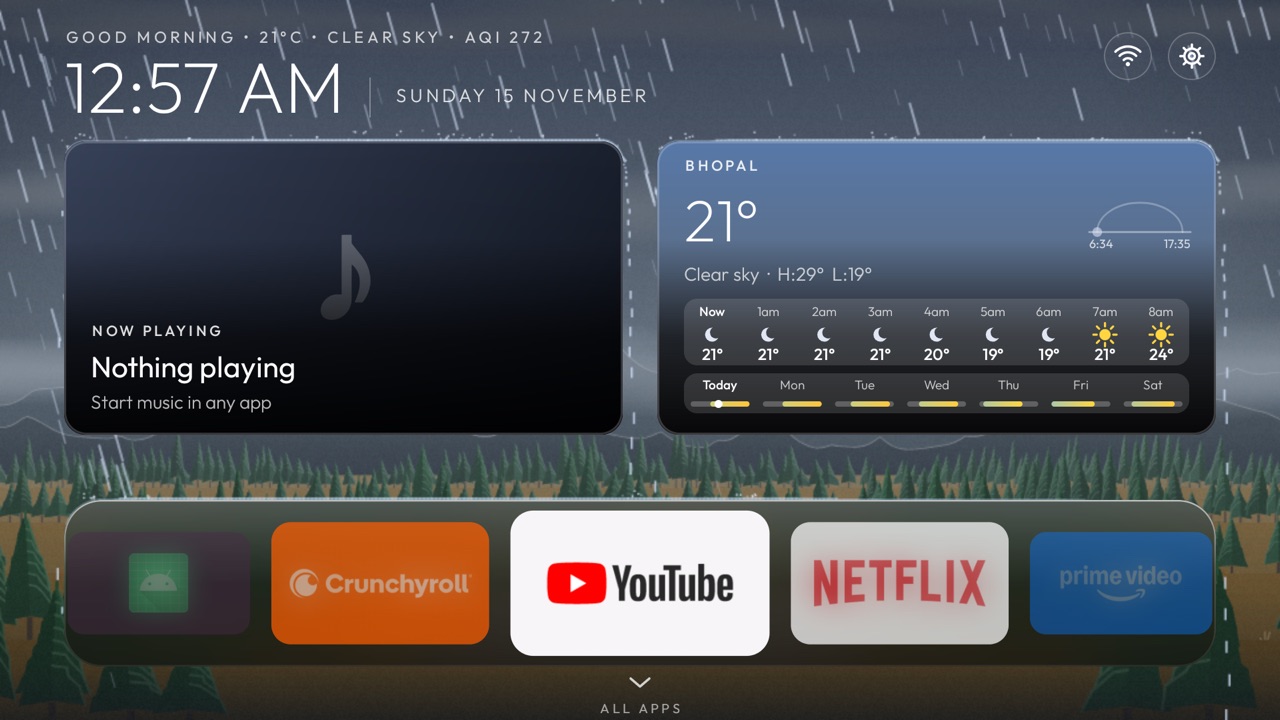 GOOD MORNING • 21°C • CLEAR SKY • AQI 272
12:57 AM
SUNDAY 15 NOVEMBER
NOW PLAYING
Nothing playing
Start music in any app
BHOPAL
21°
6:34 17:35
Clear sky · H:29° L:19°
Now 1am 2am 3am 4am 5am 6am 7am 8am
21° 21° 21° 21° 20° 19° 19° 21° 24°
Today Mon Tue Wed Thu Fri Sat
Crunchyroll
YouTube
NETFLIX
prime video
ALL APPS